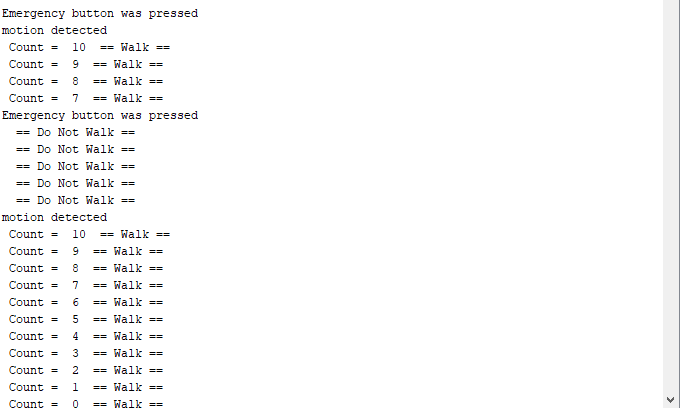 Emergency button was pressed
motion detected
 Count =  10  == Walk ==
 Count =  9  == Walk ==
 Count =  8  == Walk ==
 Count =  7  == Walk ==
Emergency button was pressed
  == Do Not Walk ==
  == Do Not Walk ==
  == Do Not Walk ==
  == Do Not Walk ==
  == Do Not Walk ==
motion detected
 Count =  10  == Walk ==
 Count =  9  == Walk ==
 Count =  8  == Walk ==
 Count =  7  == Walk ==
 Count =  6  == Walk ==
 Count =  5  == Walk ==
 Count =  4  == Walk ==
 Count =  3  == Walk ==
 Count =  2  == Walk ==
 Count =  1  == Walk ==
 Count =  0  == Walk ==